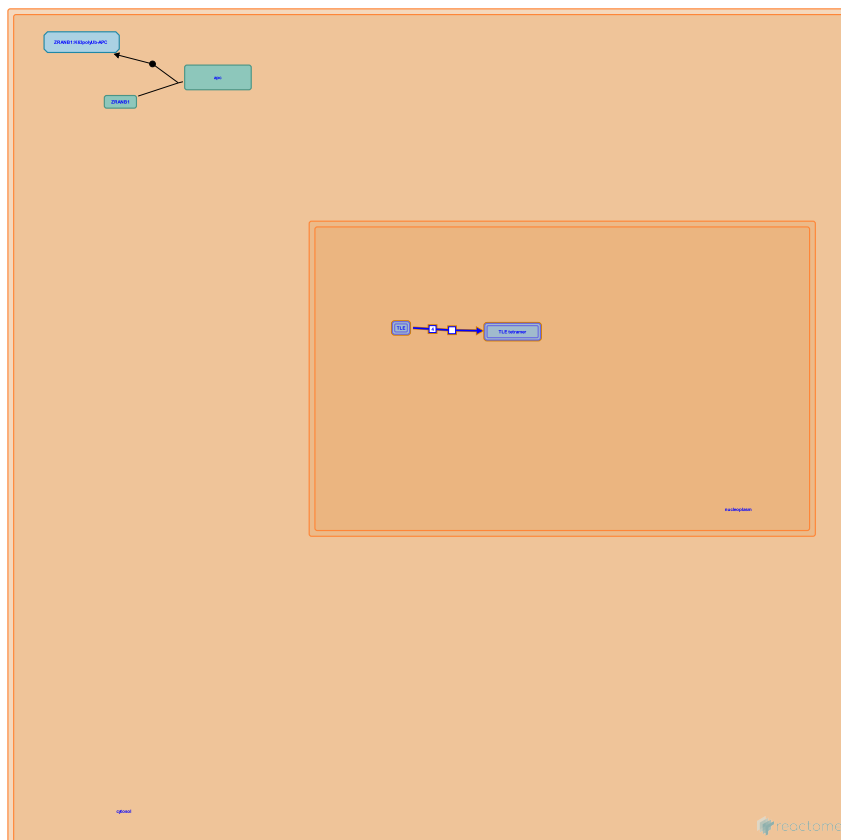 ZRANB1:K63polyUb-APC
apc
ZRANB1
TLE
4
TLE tetramer
nucleoplasm
cytosol
reactome